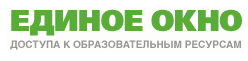 ЕДИНОЕ ОКНО
ДОСТУПА К ОБРАЗОВАТЕЛЬНЫМ РЕСУРСАМ